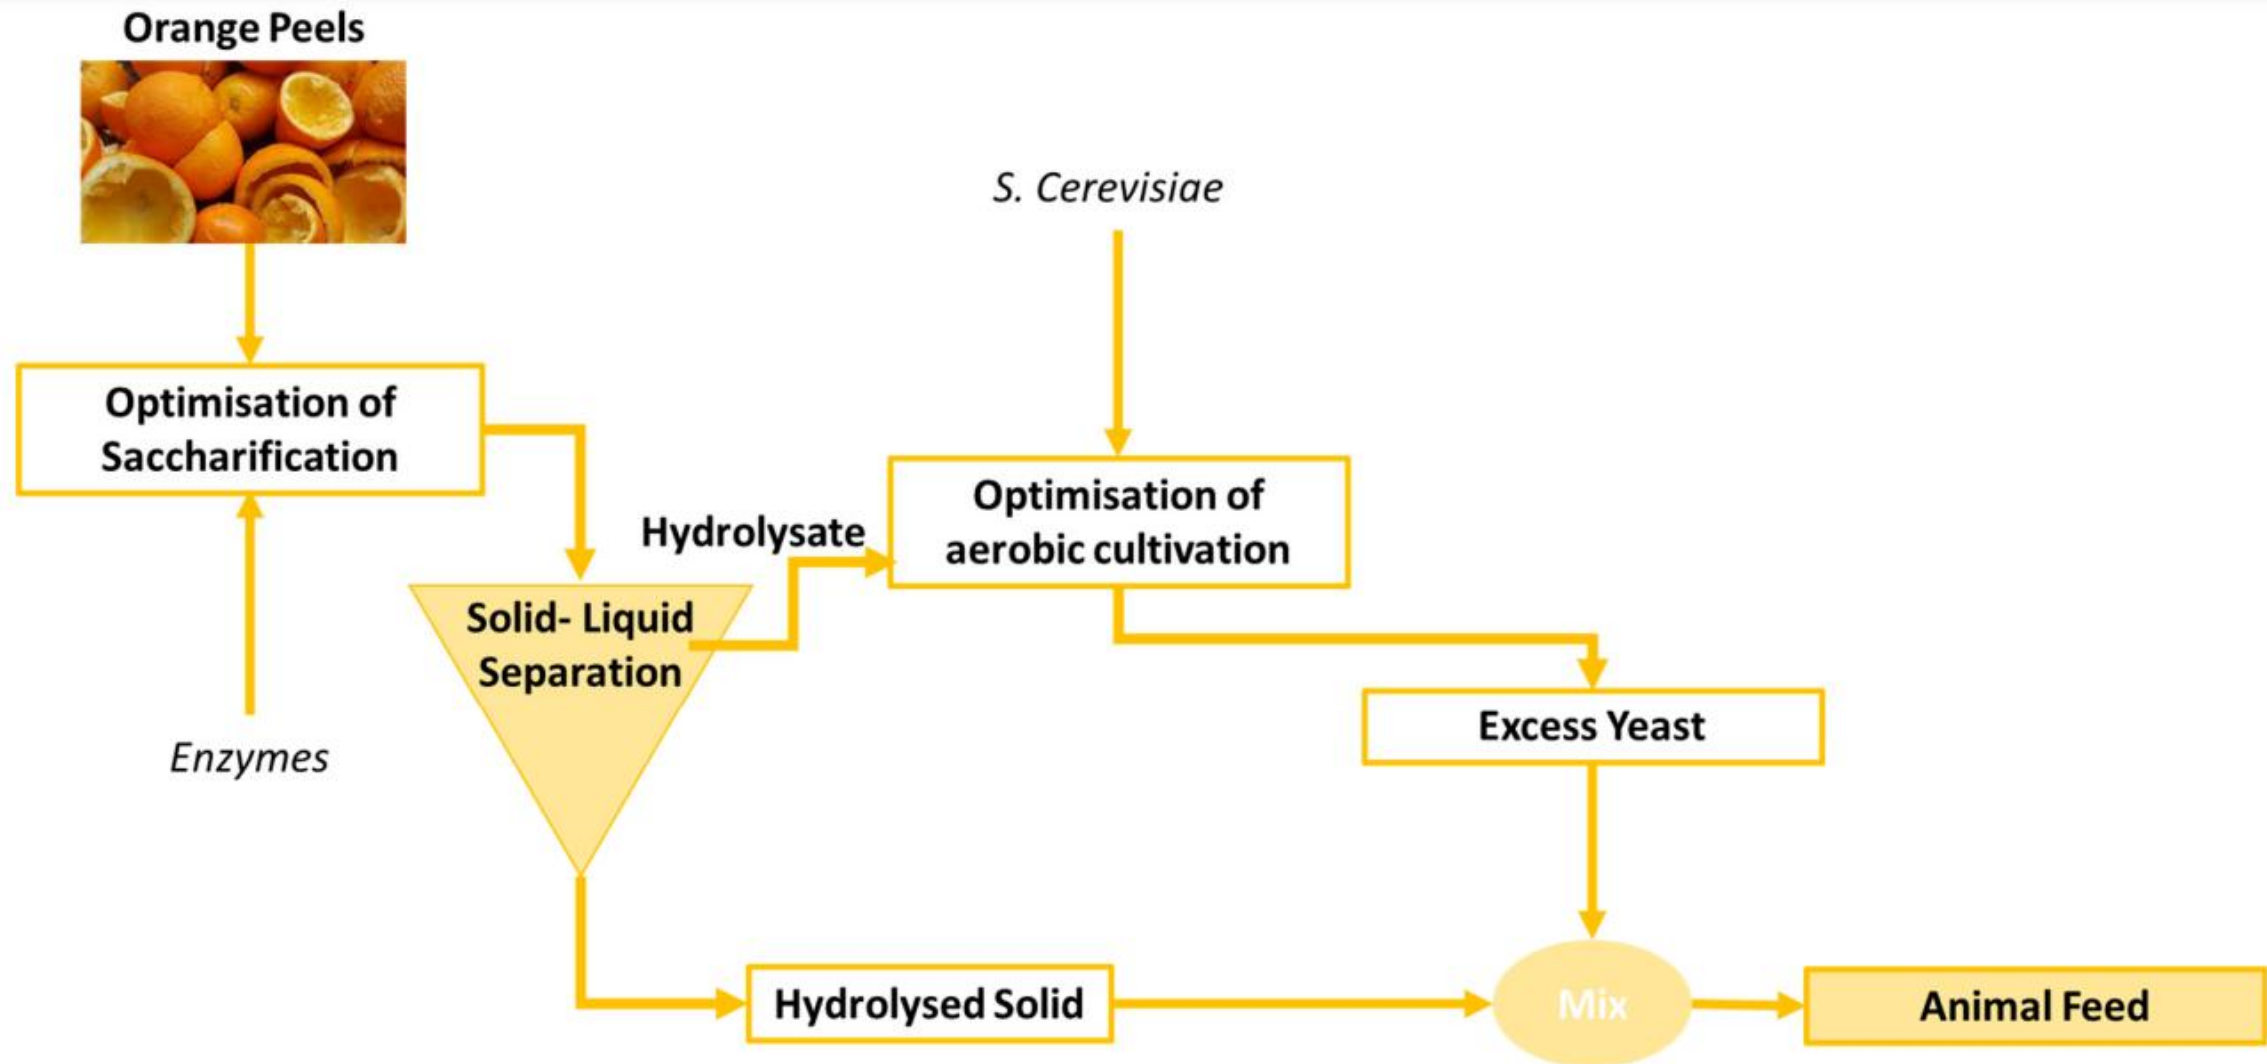 Orange Peels
S. Cerevisiae
Optimisation of
Saccharification
Hydrolysate
Optimisation of
aerobic cultivation
Solid- Liquid
Separation
Enzymes
Excess Yeast
Hydrolysed Solid
Mix
Animal Feed